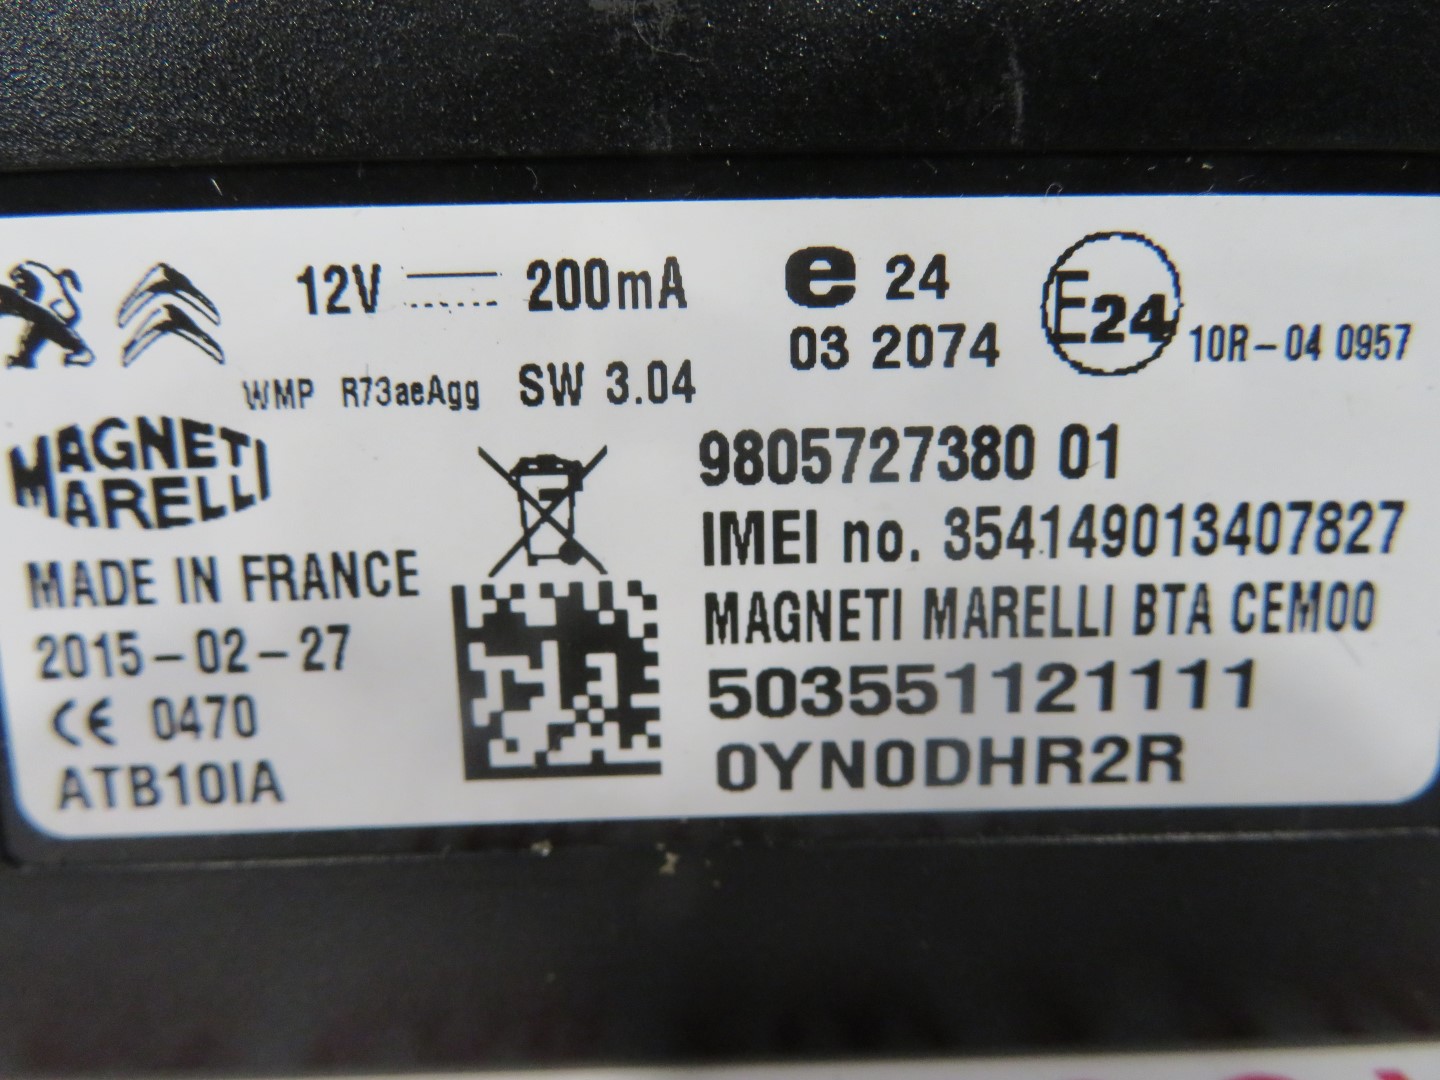 12V 200mA
e 24
03 2074
E24 10R-04 0957
WMP R73aeAgg SW 3.04
MAGNETI
MARELLI
MADE IN FRANCE
2015-02-27
CE 0470
ATB10IA
9805727380 01
IMEI no. 354149013407827
MAGNETI MARELLI BTA CEM00
503551121111
0YN0DHR2R